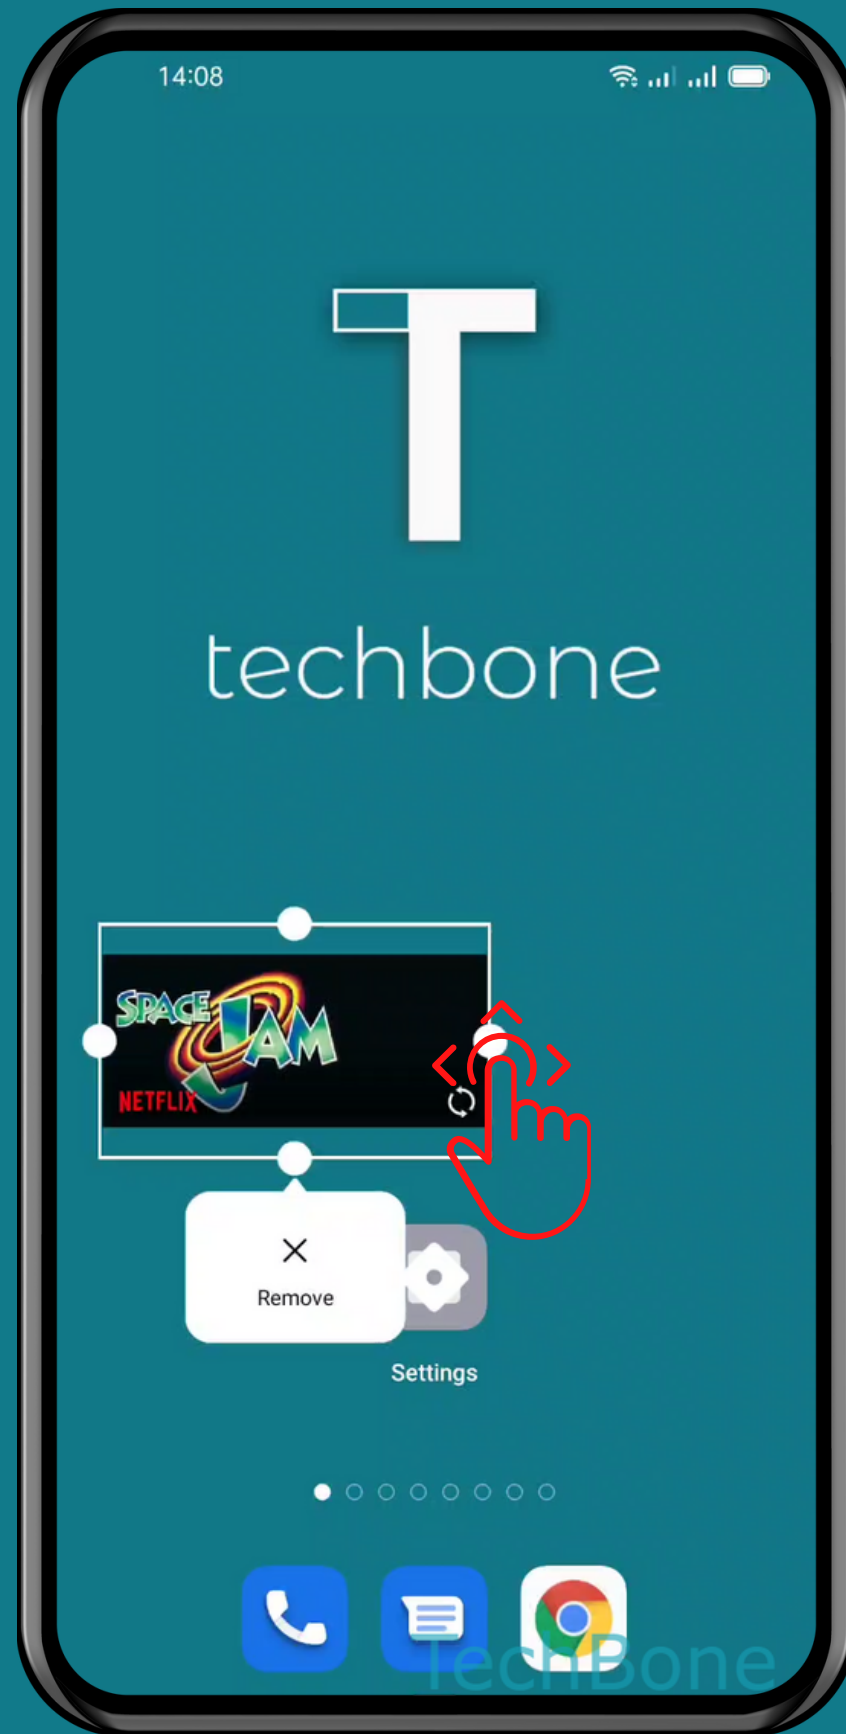 14:08
T
techbone
SPACE
JAM
NETFLIX
Remove
Settings
TechBone